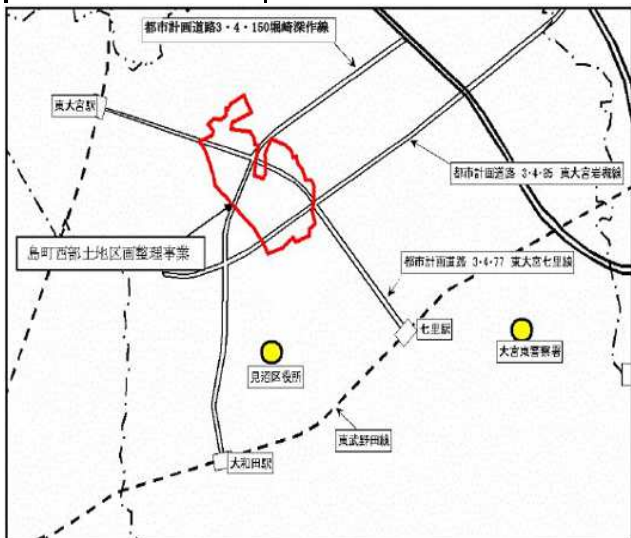 都市計画道路3・4・150堀崎深作線
東大宮駅
都市計画道路 3・4・85 東大宮岩槻線
島町西部土地区画整理事業
都市計画道路 3・4・77 東大宮七里線
七里駅
大宮東警察署
見沼区役所
東武野田線
大和田駅